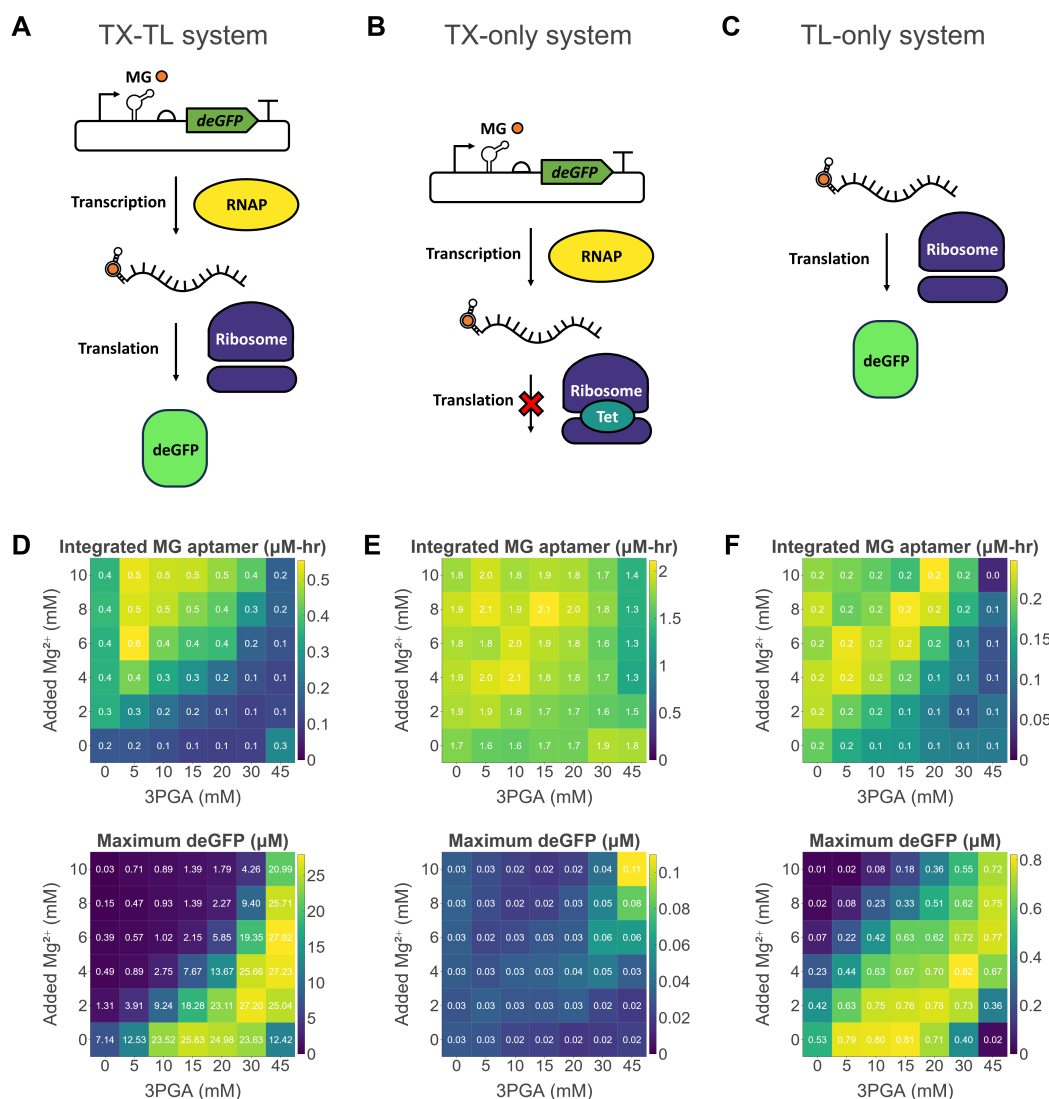 A TX-TL system
MG
deGFP
Transcription
RNAP
Translation
Ribosome
deGFP
B TX-only system
MG
deGFP
Transcription
RNAP
Translation
Ribosome
Tet
C TL-only system
Translation
Ribosome
deGFP
D
Integrated MG aptamer (µM-hr)
Added Mg²⁺ (mM)
10 0.4 0.5 0.5 0.5 0.5 0.4 0.2
8 0.4 0.5 0.5 0.4 0.4 0.3 0.2
6 0.4 0.6 0.4 0.4 0.4 0.2 0.1
4 0.4 0.4 0.3 0.3 0.2 0.1 0.1
2 0.3 0.3 0.2 0.2 0.1 0.1 0.1
0 0.2 0.2 0.1 0.1 0.1 0.1 0.3
0 5 10 15 20 30 45
3PGA (mM)
0.5
0.4
0.3
0.2
0.1
0
Maximum deGFP (µM)
Added Mg²⁺ (mM)
10 0.03 0.71 0.89 1.39 1.79 4.26 20.99
8 0.15 0.47 0.93 1.39 2.27 9.40 25.71
6 0.39 0.57 1.02 2.15 5.85 19.35 27.92
4 0.49 0.89 2.75 7.67 13.67 25.66 27.23
2 1.31 3.91 9.24 18.28 23.11 27.20 25.04
0 7.14 12.53 23.52 25.83 24.98 23.63 12.42
0 5 10 15 20 30 45
3PGA (mM)
25
20
15
10
5
0
E
Integrated MG aptamer (µM-hr)
Added Mg²⁺ (mM)
10 1.8 2.0 1.8 1.9 1.9 1.7 1.4
8 1.9 2.1 1.9 2.1 2.0 1.8 1.3
6 1.8 1.8 2.0 1.9 1.8 1.7 1.3
4 1.8 2.0 2.1 1.8 1.8 1.7 1.3
2 1.9 1.9 1.8 1.7 1.7 1.6 1.5
0 1.7 1.6 1.6 1.7 1.7 1.9 1.8
0 5 10 15 20 30 45
3PGA (mM)
2
1.5
1
0.5
0
Maximum deGFP (µM)
Added Mg²⁺ (mM)
10 0.03 0.03 0.02 0.02 0.02 0.04 0.11
8 0.03 0.03 0.02 0.02 0.03 0.05 0.08
6 0.03 0.02 0.03 0.03 0.03 0.06 0.06
4 0.03 0.03 0.03 0.03 0.04 0.05 0.03
2 0.03 0.03 0.03 0.03 0.03 0.02 0.02
0 0.03 0.03 0.02 0.02 0.02 0.02 0.02
0 5 10 15 20 30 45
3PGA (mM)
0.1
0.08
0.06
0.04
0.02
0
F
Integrated MG aptamer (µM-hr)
Added Mg²⁺ (mM)
10 0.2 0.2 0.2 0.2 0.2 0.2 0.0
8 0.2 0.2 0.2 0.2 0.2 0.2 0.1
6 0.2 0.2 0.2 0.2 0.2 0.1 0.1
4 0.2 0.2 0.2 0.2 0.1 0.1 0.1
2 0.2 0.2 0.2 0.1 0.1 0.1 0.1
0 0.2 0.2 0.1 0.1 0.1 0.1 0.1
0 5 10 15 20 30 45
3PGA (mM)
0.2
0.15
0.1
0.05
0
Maximum deGFP (µM)
Added Mg²⁺ (mM)
10 0.01 0.02 0.08 0.18 0.36 0.55 0.72
8 0.02 0.08 0.23 0.33 0.51 0.62 0.75
6 0.07 0.22 0.42 0.63 0.62 0.72 0.77
4 0.23 0.44 0.63 0.67 0.70 0.82 0.67
2 0.42 0.63 0.75 0.76 0.78 0.73 0.36
0 0.53 0.79 0.80 0.81 0.71 0.40 0.02
0 5 10 15 20 30 45
3PGA (mM)
0.8
0.6
0.4
0.2
0